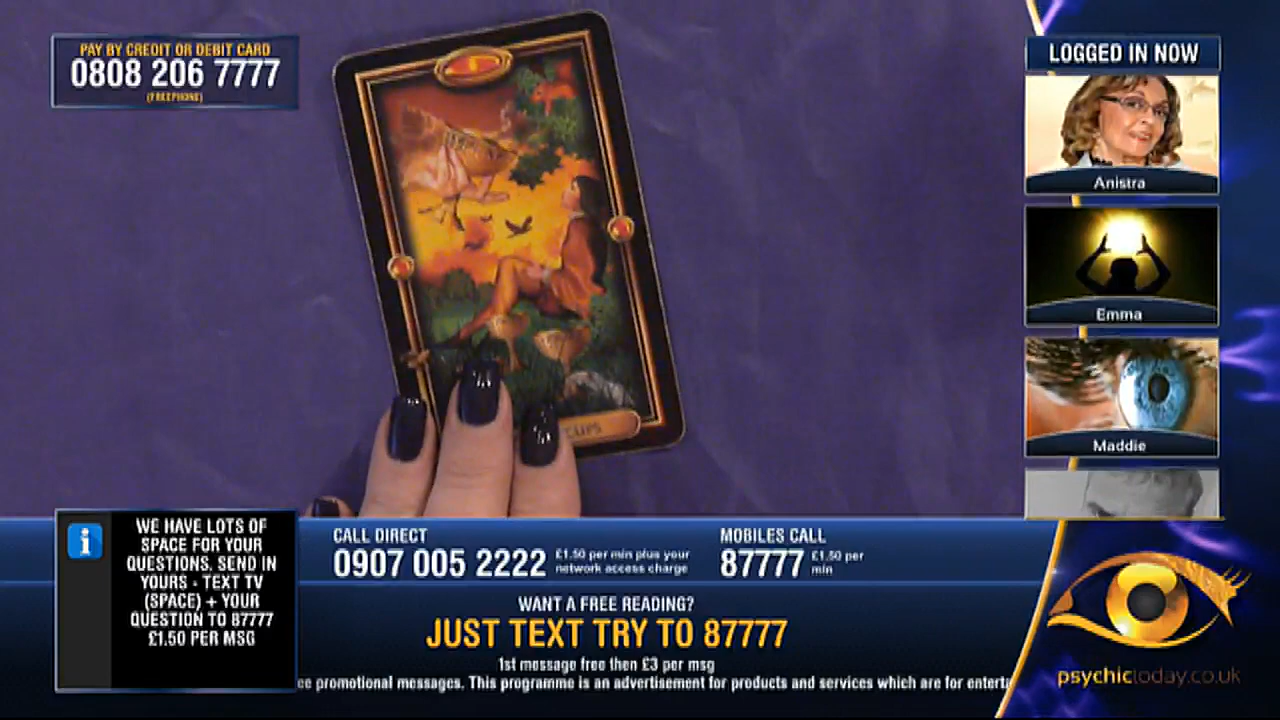 PAY BY CREDIT OR DEBIT CARD
0808 206 7777
(FREEPHONE)
LOGGED IN NOW
Anistra
Emma
Maddie
CUPS
WE HAVE LOTS OF
SPACE FOR YOUR
QUESTIONS, SEND IN
YOURS - TEXT TV
(SPACE) + YOUR
QUESTION TO 87777
£1.50 PER MSG
CALL DIRECT
0907 005 2222
£1.50 per min plus your
network access charge
MOBILES CALL
87777
£1.50 per
min
WANT A FREE READING?
JUST TEXT TRY TO 87777
1st message free then £3 per msg
ee promotional messages. This programme is an advertisement for products and services which are for enterta
psychictoday.co.uk